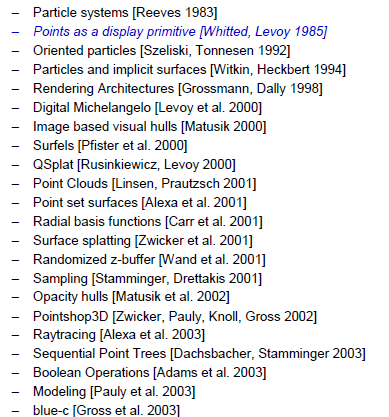 – Particle systems [Reeves 1983]
– Points as a display primitive [Whitted, Levoy 1985]
– Oriented particles [Szeliski, Tonnesen 1992]
– Particles and implicit surfaces [Witkin, Heckbert 1994]
– Rendering Architectures [Grossmann, Dally 1998]
– Digital Michelangelo [Levoy et al. 2000]
– Image based visual hulls [Matusik 2000]
– Surfels [Pfister et al. 2000]
– QSplat [Rusinkiewicz, Levoy 2000]
– Point Clouds [Linsen, Prautzsch 2001]
– Point set surfaces [Alexa et al. 2001]
– Radial basis functions [Carr et al. 2001]
– Surface splatting [Zwicker et al. 2001]
– Randomized z-buffer [Wand et al. 2001]
– Sampling [Stamminger, Drettakis 2001]
– Opacity hulls [Matusik et al. 2002]
– Pointshop3D [Zwicker, Pauly, Knoll, Gross 2002]
– Raytracing [Alexa et al. 2003]
– Sequential Point Trees [Dachsbacher, Stamminger 2003]
– Boolean Operations [Adams et al. 2003]
– Modeling [Pauly et al. 2003]
– blue-c [Gross et al. 2003]